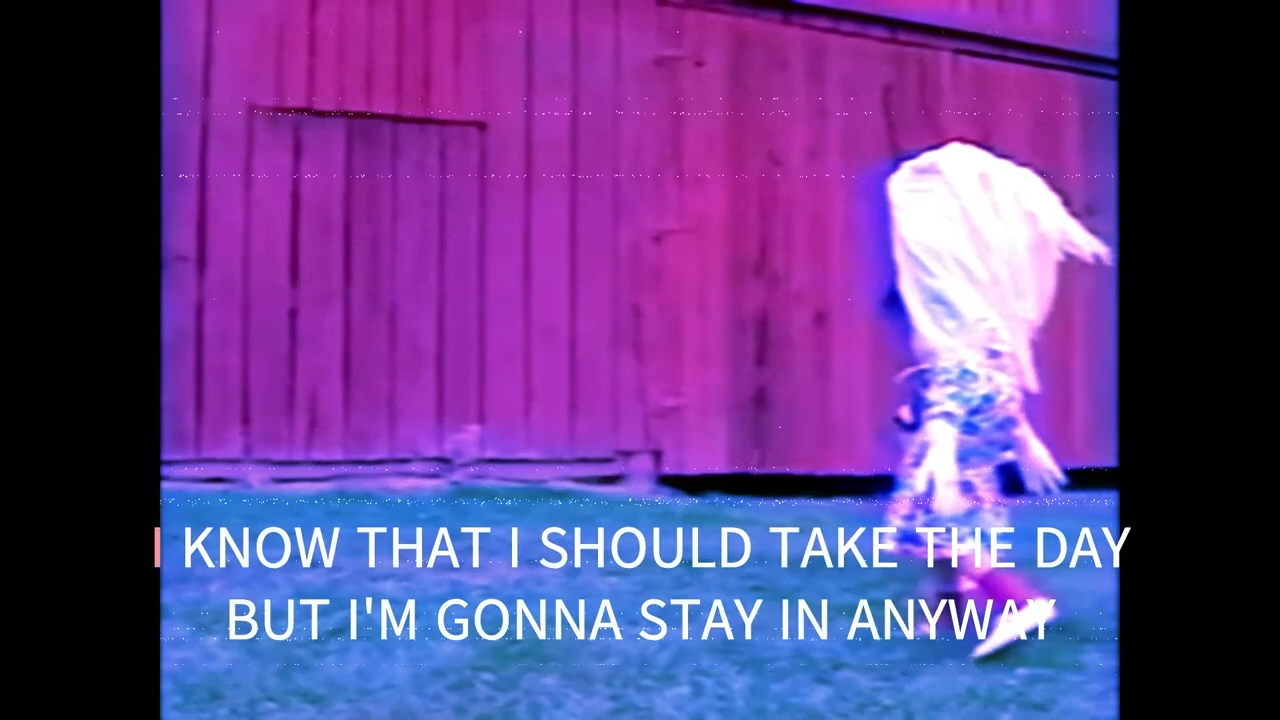 I KNOW THAT I SHOULD TAKE THE DAY
BUT I'M GONNA STAY IN ANYWAY